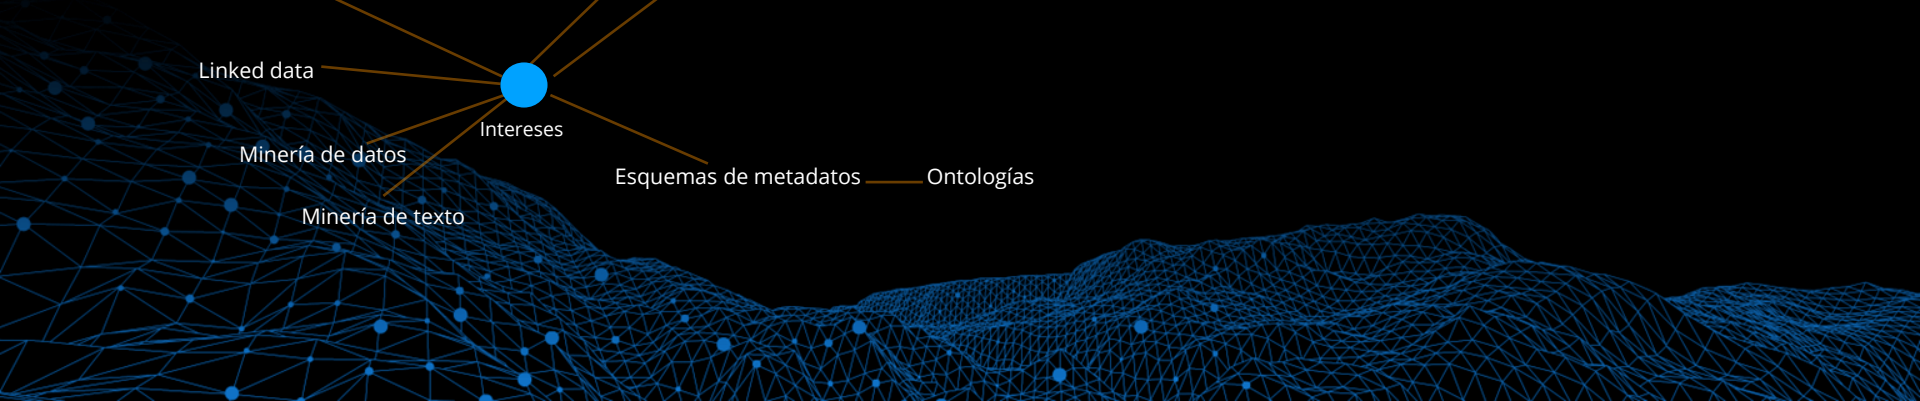 Linked data
Intereses
Minería de datos
Esquemas de metadatos
Ontologías
Minería de texto